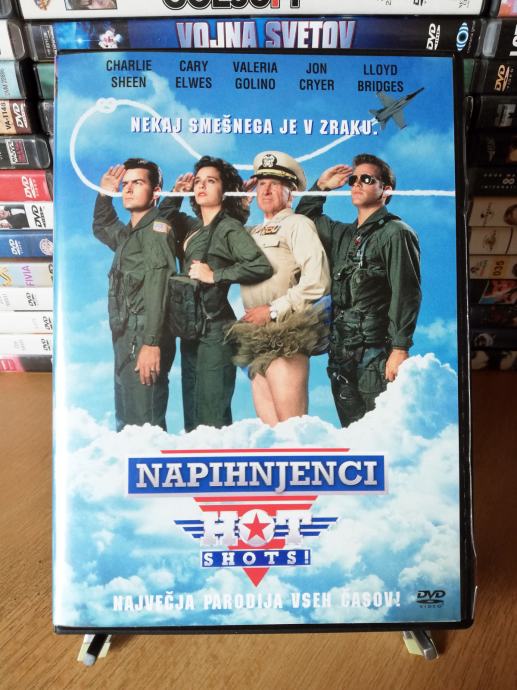 VOJNA SVETOV
DVD
CHARLIE SHEEN
CARY ELWES
VALERIA GOLINO
JON CRYER
LLOYD BRIDGES
NEKAJ SMEŠNEGA JE V ZRAKU.
NAPIHNJENCI
HOT
SHOTS!
NAJVEČJA PARODIJA VSEH ČASOV!
DVD
VIDEO